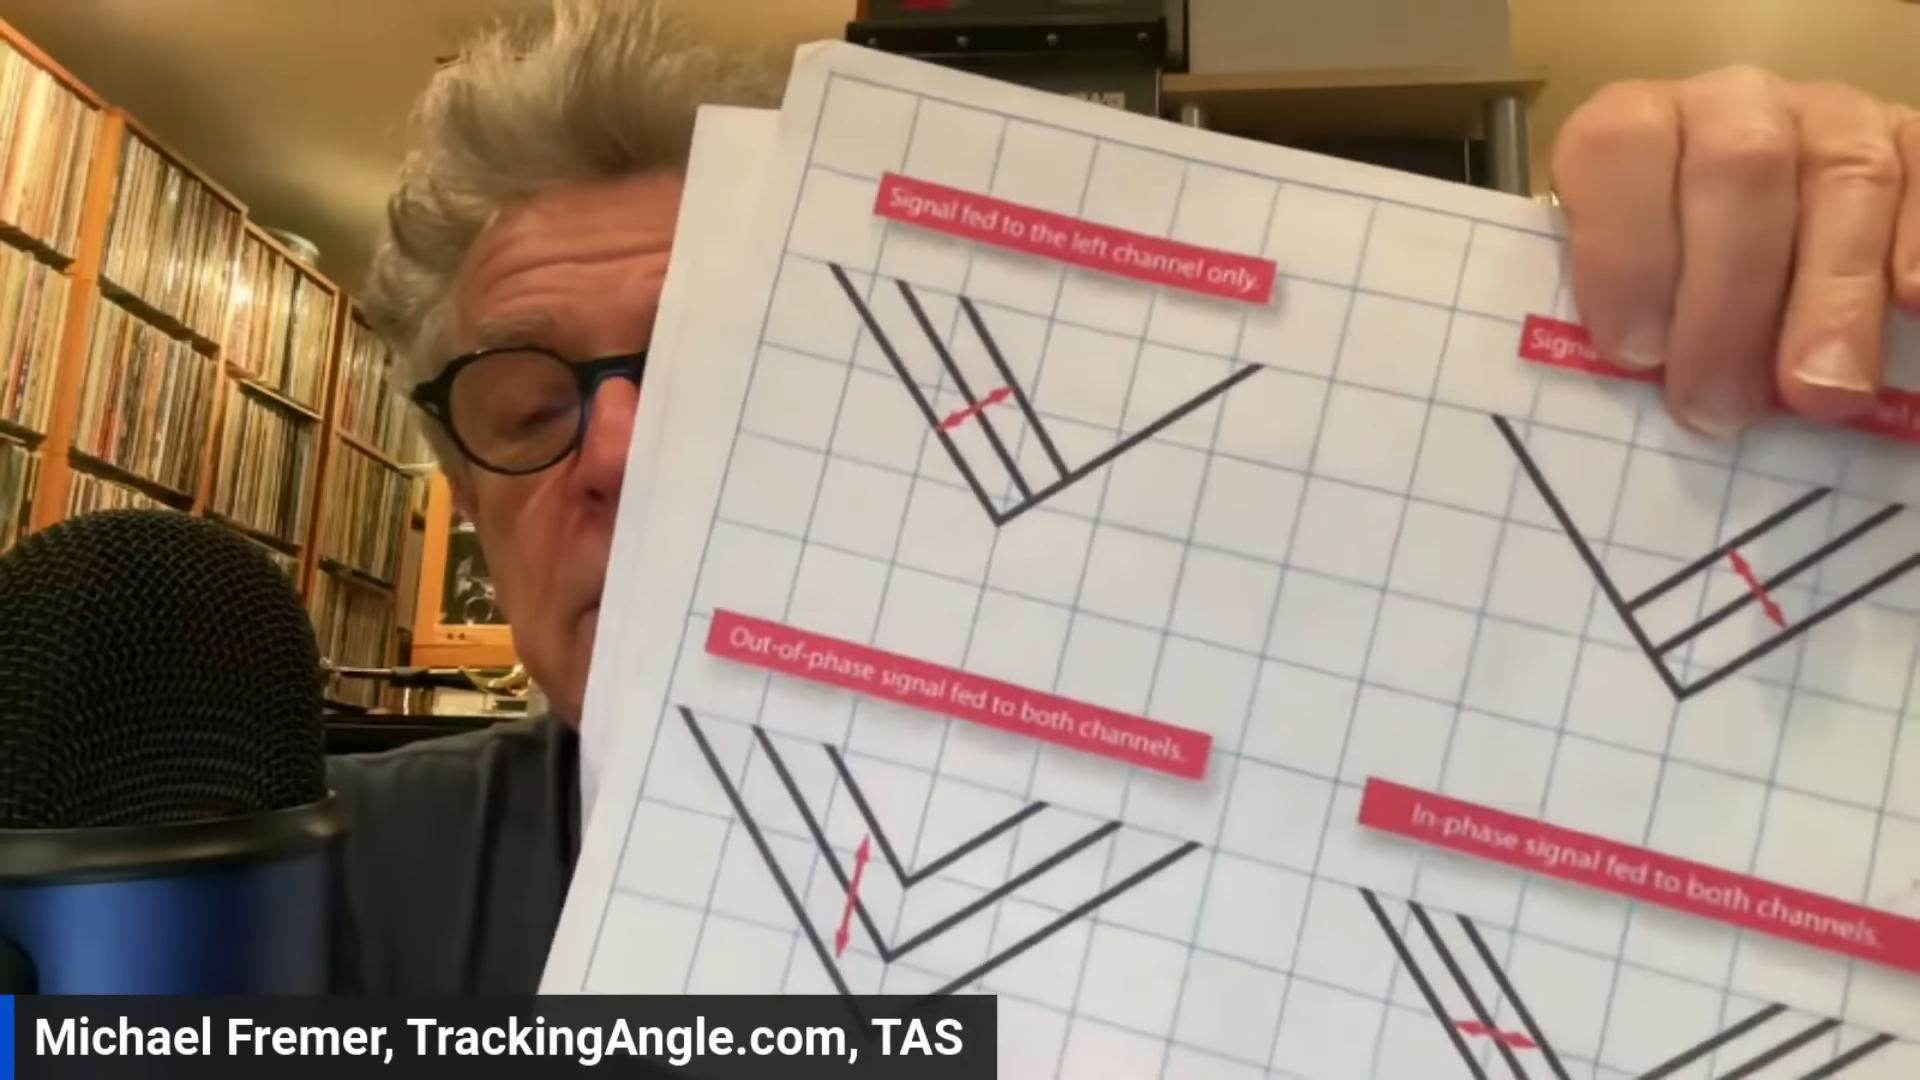 Signal fed to the left channel only.
Out-of-phase signal fed to both channels.
In-phase signal fed to both channels.
Michael Fremer, TrackingAngle.com, TAS